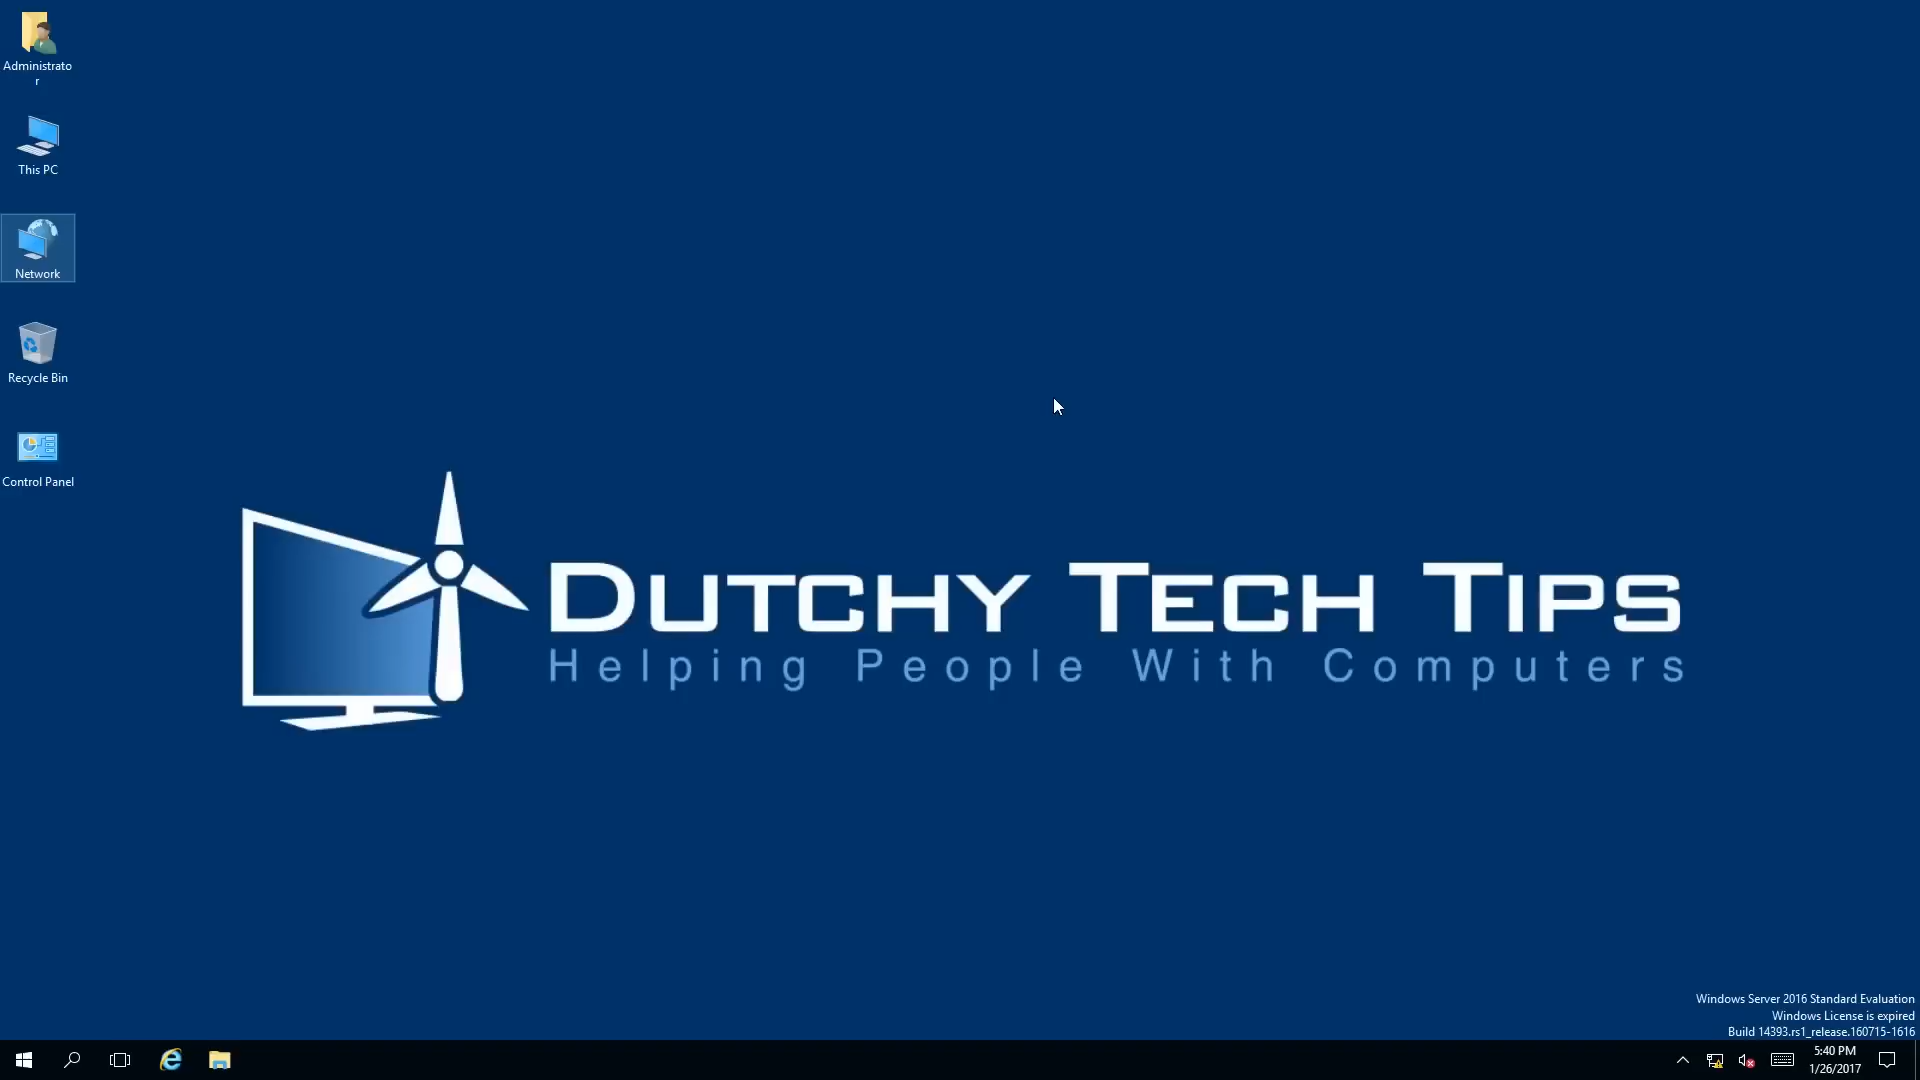 Administrato
r
This PC
Network
Recycle Bin
Control Panel
DUTCHY TECH TIPS
Helping People With Computers
Windows Server 2016 Standard Evaluation
Windows License is expired
Build 14393.rs1_release.160715-1616
5:40 PM
1/26/2017